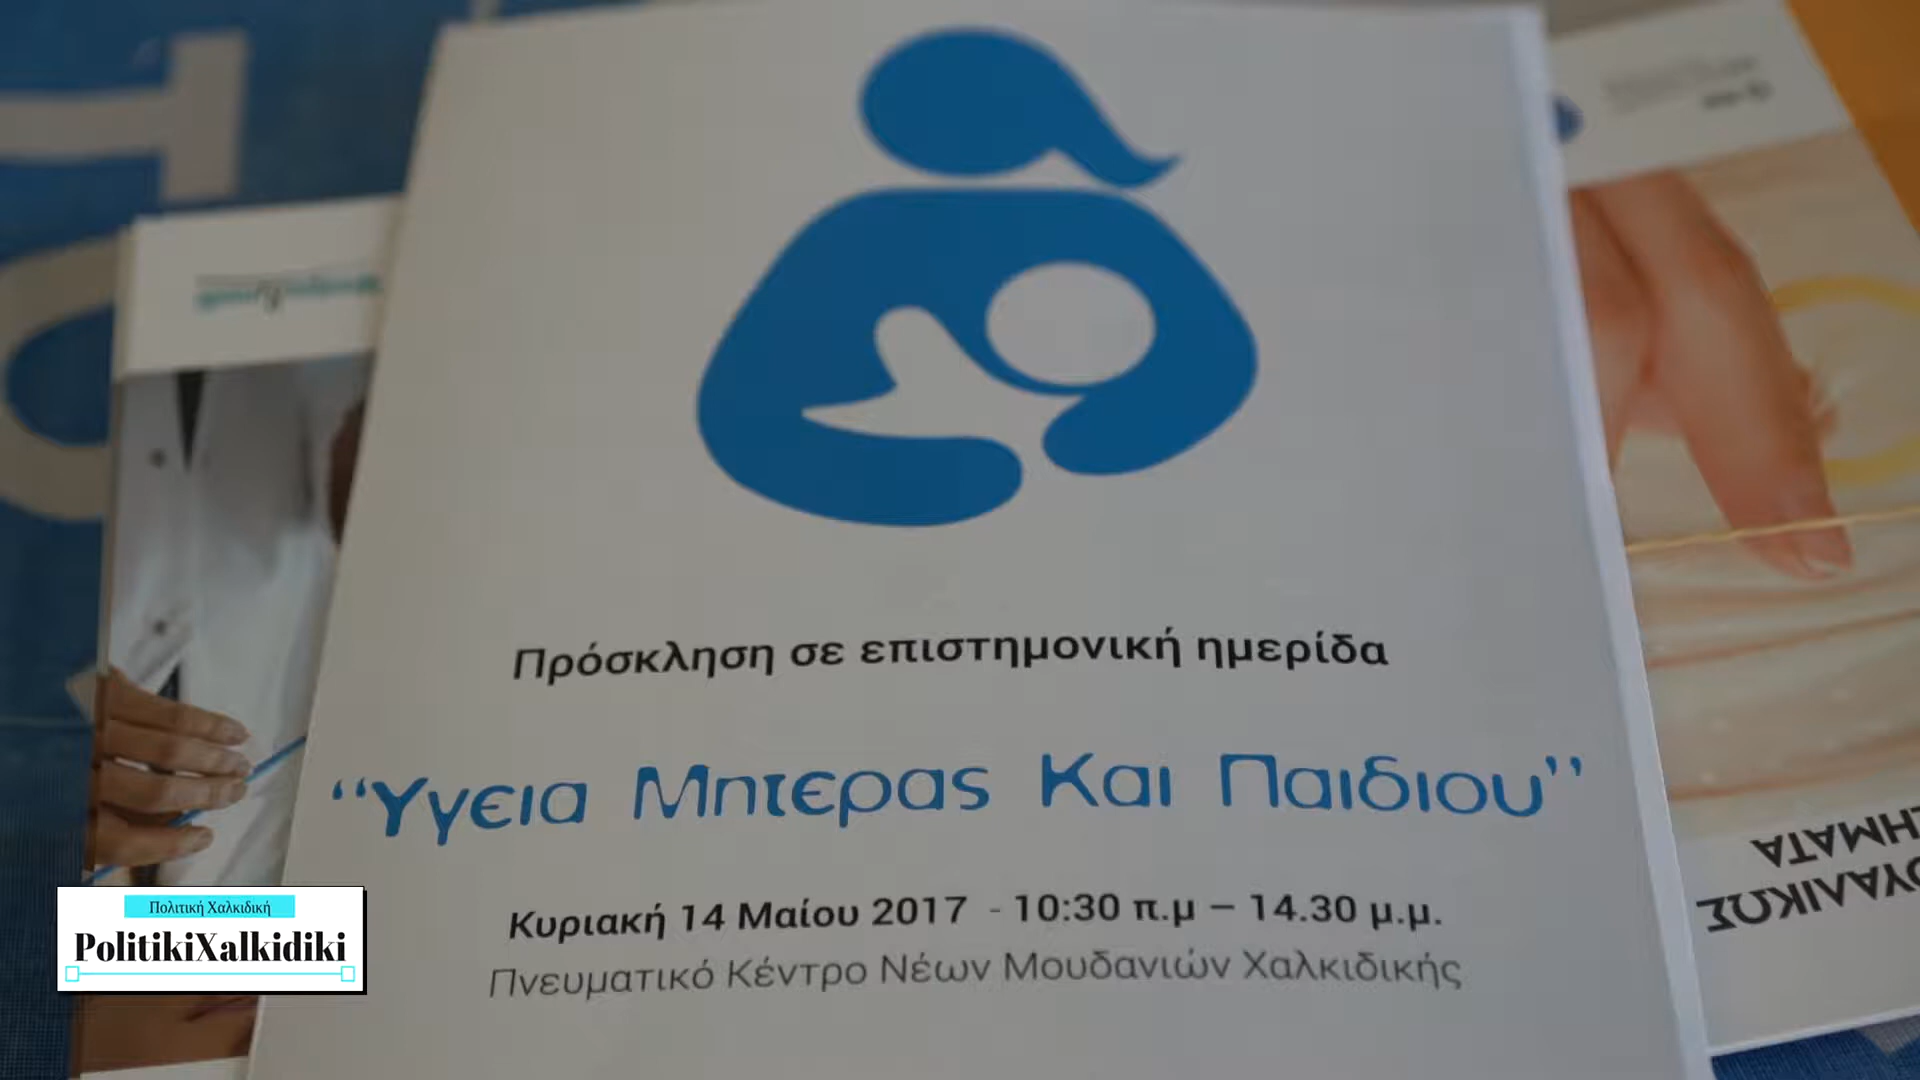 Πρόσκληση σε επιστημονική ημερίδα
“Υγεια Μητερας Και Παιδιου”
Κυριακή 14 Μαίου 2017 - 10:30 π.μ – 14.30 μ.μ.
Πνευματικό Κέντρο Νέων Μουδανιών Χαλκιδικής
Πολιτική Χαλκιδική
PolitikiXalkidiki